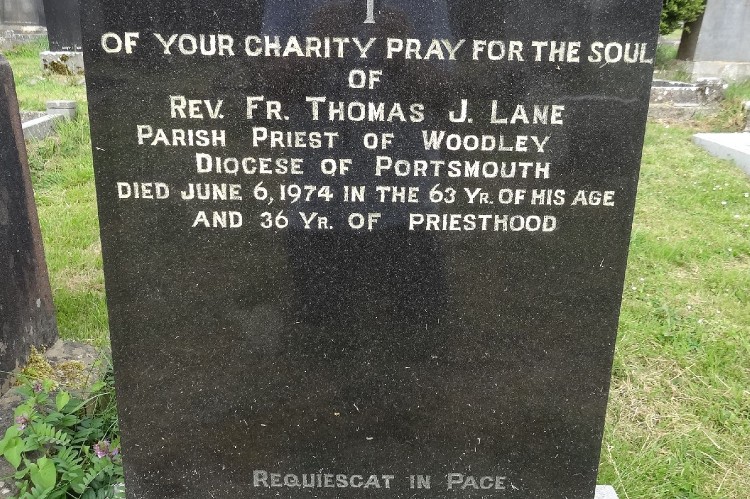 OF YOUR CHARITY PRAY FOR THE SOUL
OF
REV. FR. THOMAS J. LANE
PARISH PRIEST OF WOODLEY
DIOCESE OF PORTSMOUTH
DIED JUNE 6, 1974 IN THE 63 YR. OF HIS AGE
AND 36 YR. OF PRIESTHOOD
REQUIESCAT IN PACE